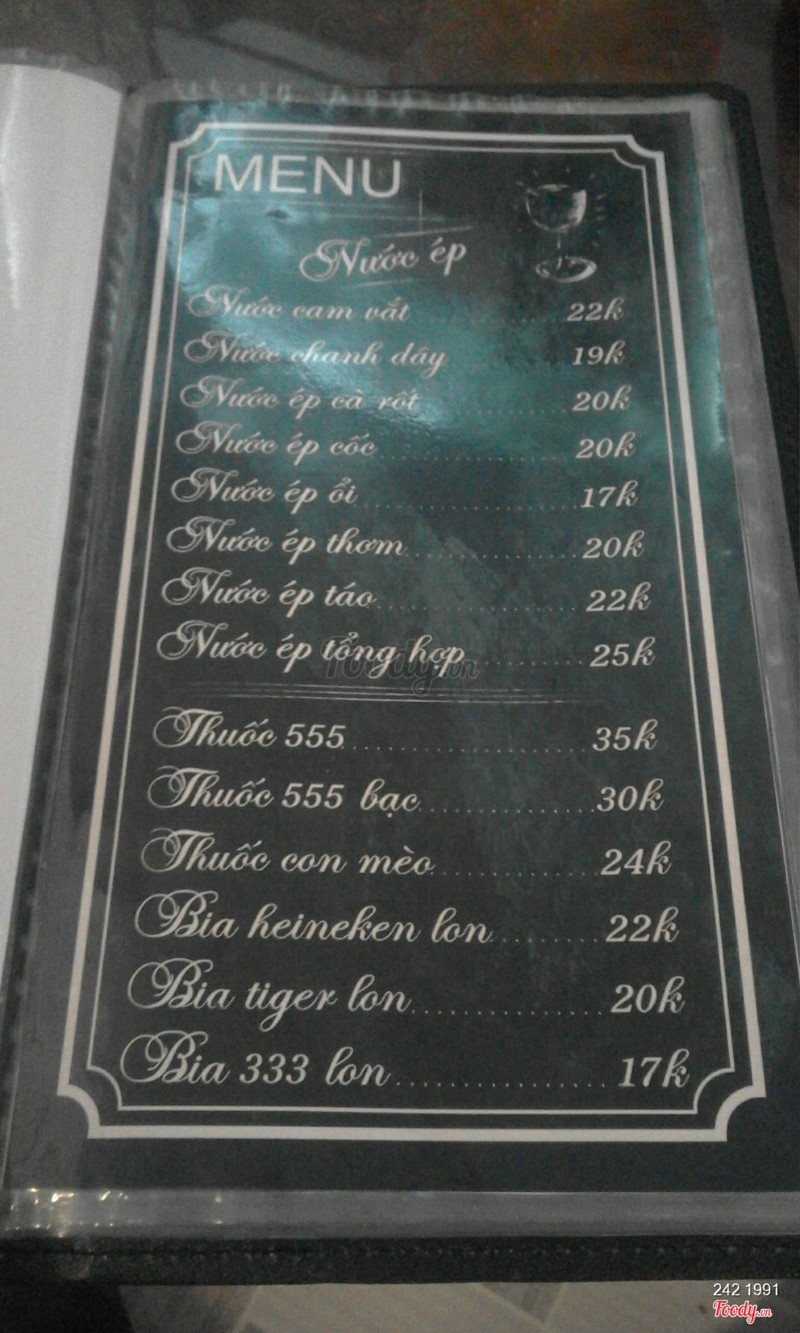 MENU
Nước ép
Nước cam vắt 22k
Nước chanh dây 19k
Nước ép cà rốt 20k
Nước ép cốc 20k
Nước ép ổi 17k
Nước ép thơm 20k
Nước ép táo 22k
Nước ép tổng hợp 25k
Foody.vn
Thuốc 555 35k
Thuốc 555 bạc 30k
Thuốc con mèo 24k
Bia heineken lon 22k
Bia tiger lon 20k
Bia 333 lon 17k
242 1991
Foody.vn